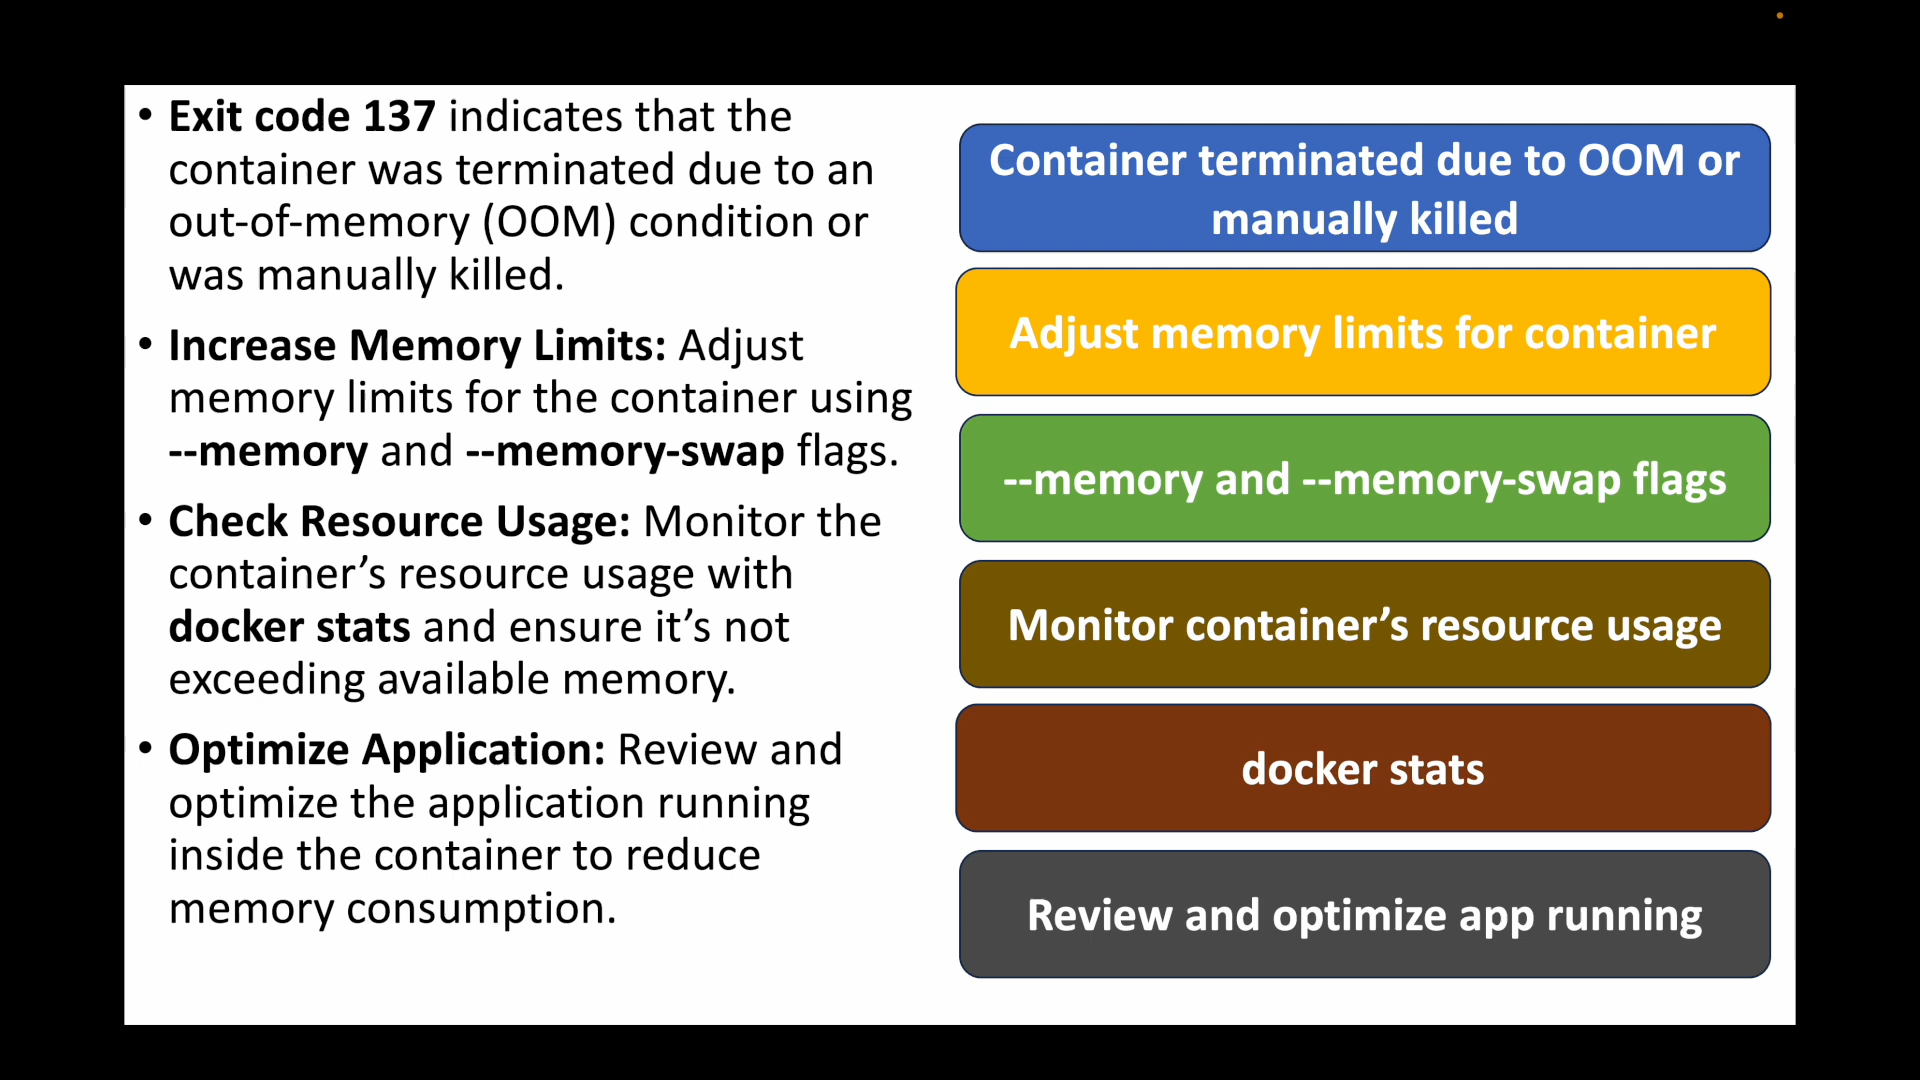 • Exit code 137 indicates that the
container was terminated due to an
out-of-memory (OOM) condition or
was manually killed.
• Increase Memory Limits: Adjust
memory limits for the container using
--memory and --memory-swap flags.
• Check Resource Usage: Monitor the
container’s resource usage with
docker stats and ensure it’s not
exceeding available memory.
• Optimize Application: Review and
optimize the application running
inside the container to reduce
memory consumption.
Container terminated due to OOM or
manually killed
Adjust memory limits for container
--memory and --memory-swap flags
Monitor container’s resource usage
docker stats
Review and optimize app running